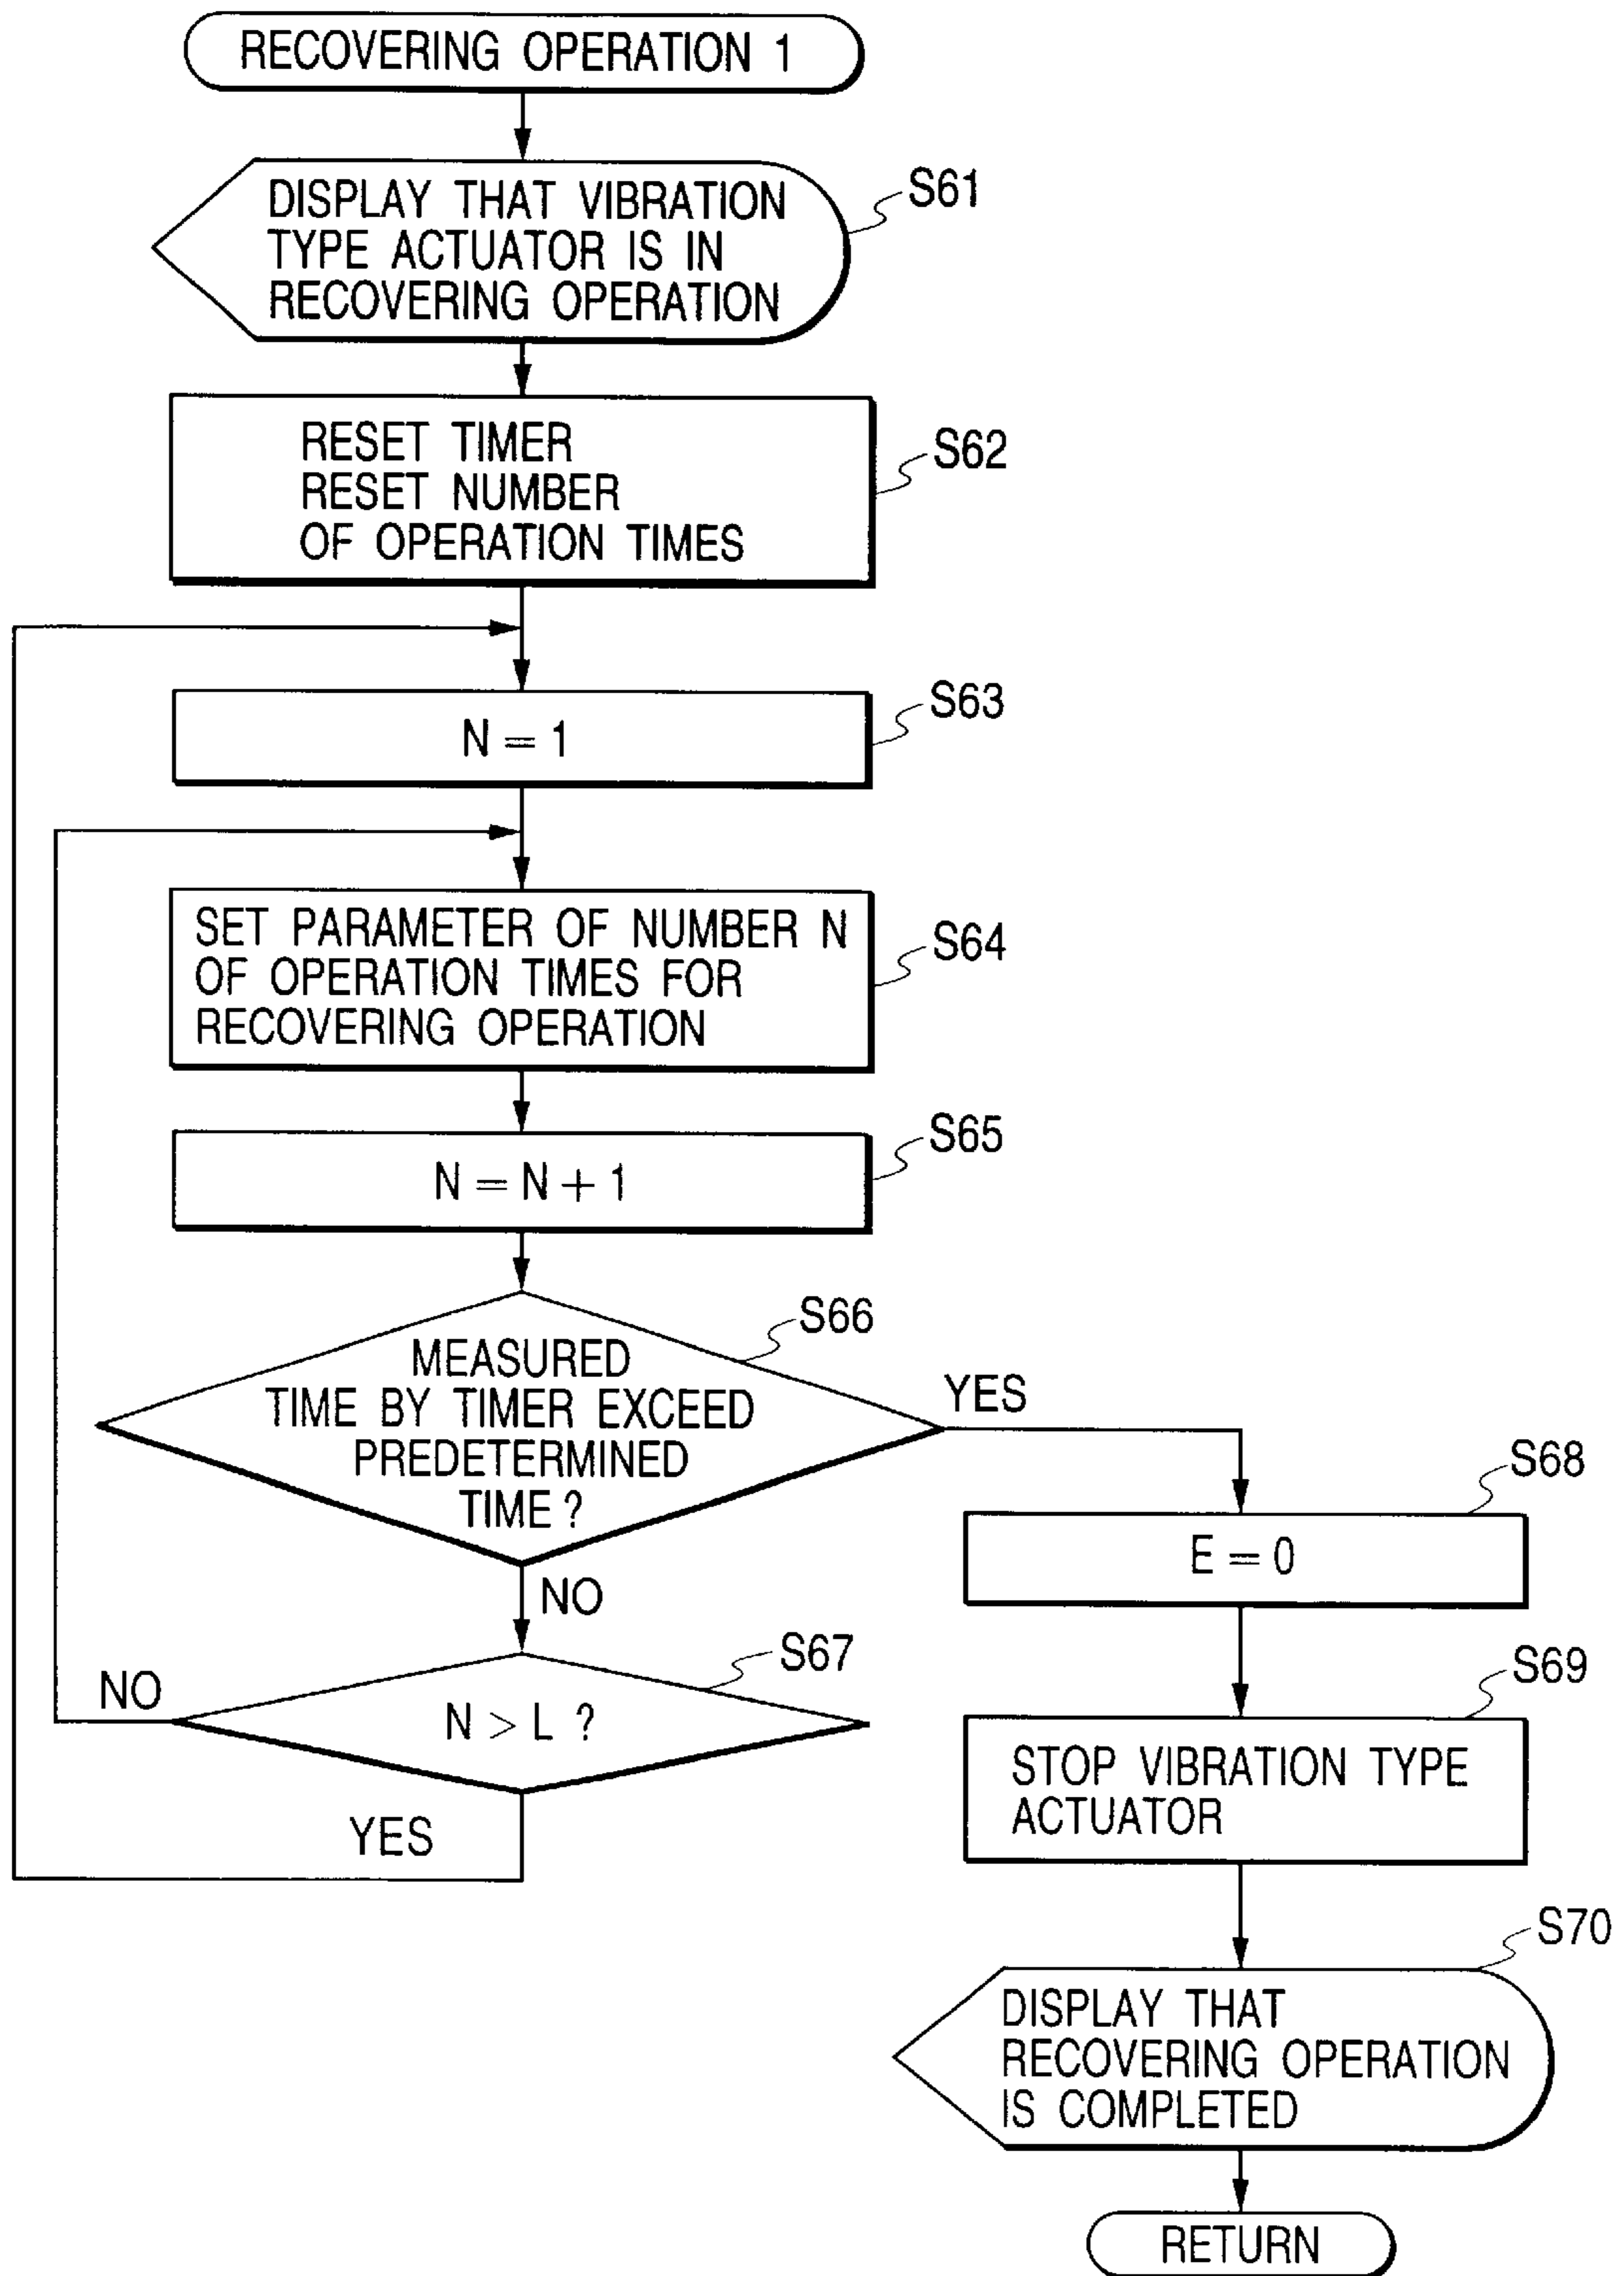 RECOVERING OPERATION 1
DISPLAY THAT VIBRATION
TYPE ACTUATOR IS IN
RECOVERING OPERATION
S61
RESET TIMER
RESET NUMBER
OF OPERATION TIMES
S62
N = 1
S63
SET PARAMETER OF NUMBER N
OF OPERATION TIMES FOR
RECOVERING OPERATION
S64
N = N + 1
S65
MEASURED
TIME BY TIMER EXCEED
PREDETERMINED
TIME ?
S66
YES
NO
N > L ?
S67
NO
YES
E = 0
S68
STOP VIBRATION TYPE
ACTUATOR
S69
DISPLAY THAT
RECOVERING OPERATION
IS COMPLETED
S70
RETURN